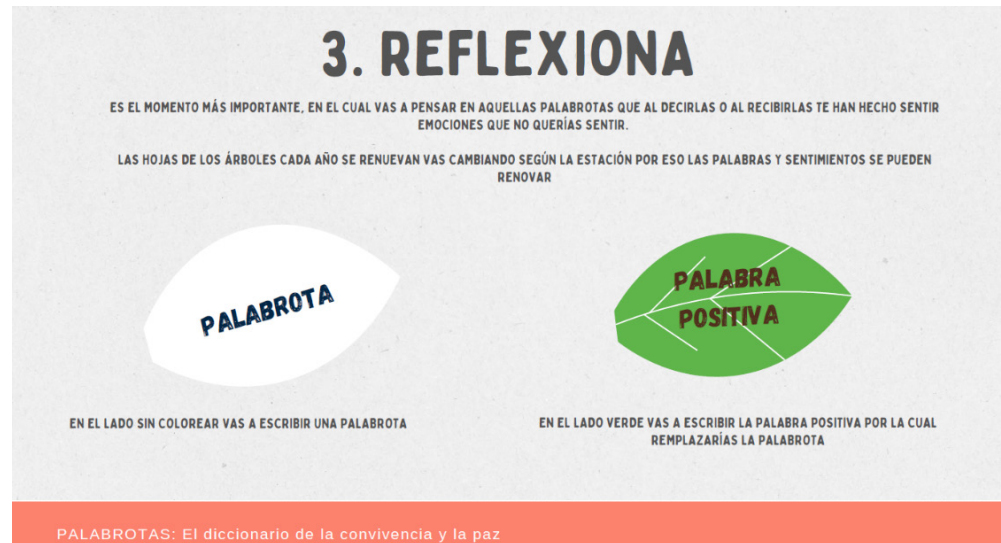 3. REFLEXIONA
ES EL MOMENTO MÁS IMPORTANTE, EN EL CUAL VAS A PENSAR EN AQUELLAS PALABROTAS QUE AL DECIRLAS O AL RECIBIRLAS TE HAN HECHO SENTIR
EMOCIONES QUE NO QUERÍAS SENTIR.
LAS HOJAS DE LOS ÁRBOLES CADA AÑO SE RENUEVAN VAS CAMBIANDO SEGÚN LA ESTACIÓN POR ESO LAS PALABRAS Y SENTIMIENTOS SE PUEDEN
RENOVAR
PALABROTA
PALABRA
POSITIVA
EN EL LADO SIN COLOREAR VAS A ESCRIBIR UNA PALABROTA
EN EL LADO VERDE VAS A ESCRIBIR LA PALABRA POSITIVA POR LA CUAL
REMPLAZARÍAS LA PALABROTA
PALABROTAS: El diccionario de la convivencia y la paz